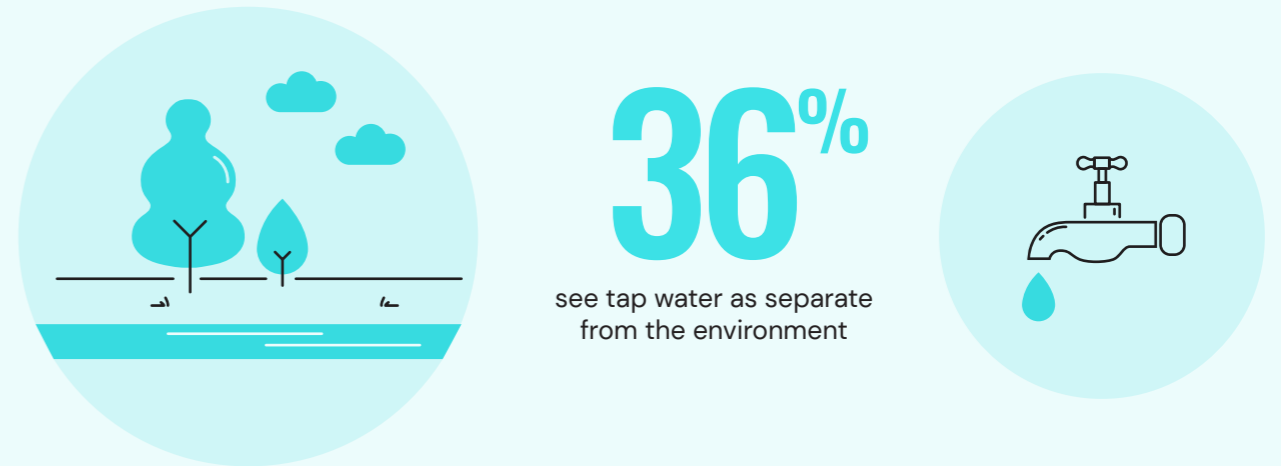 36%
see tap water as separate
from the environment